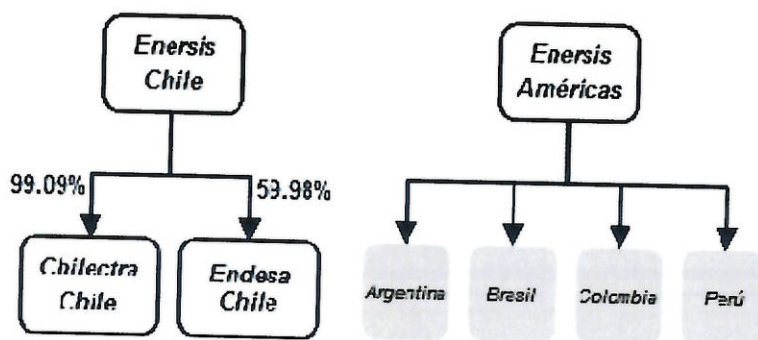 Enersis
Chile
Enersis
Américas
99.09%
59.98%
Chilectra
Chile
Endesa
Chile
Argentina
Brasil
Colombia
Perú